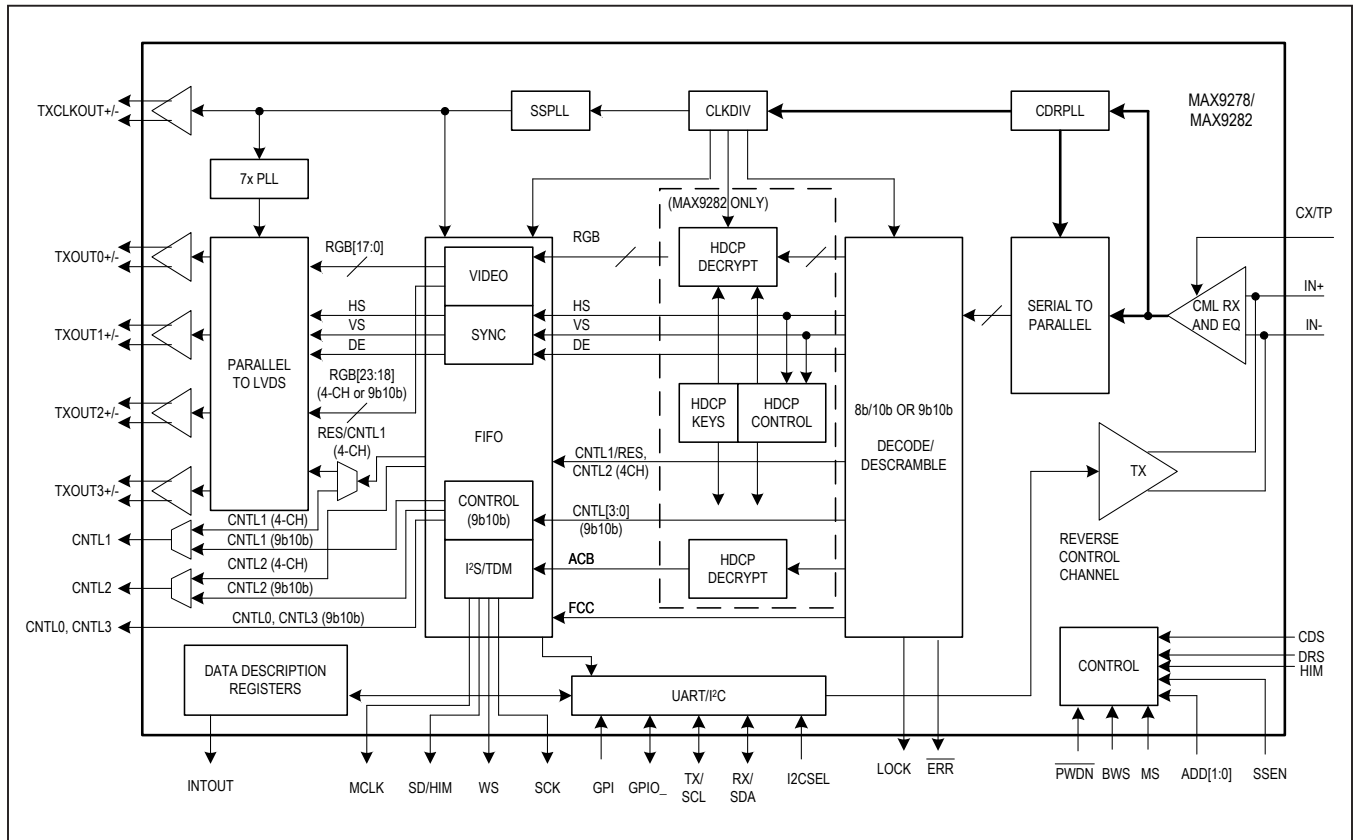 TXCLKOUT+/-
SSPLL
CLKDIV
CDRPLL
MAX9278/
MAX9282
7x PLL
(MAX9282 ONLY)
CX/TP
TXOUT0+/-
RGB[17:0]
VIDEO
RGB
HDCP
DECRYPT
SERIAL TO
PARALLEL
CML RX
AND EQ
IN+
IN-
TXOUT1+/-
PARALLEL
TO LVDS
HS
VS
DE
SYNC
HS
VS
DE
TXOUT2+/-
RGB[23:18]
(4-CH or 9b10b)
RES/CNTL1
(4-CH)
FIFO
HDCP
KEYS
HDCP
CONTROL
8b/10b OR 9b10b
DECODE/
DESCRAMBLE
CNTL1/RES,
CNTL2 (4CH)
TX
TXOUT3+/-
CONTROL
(9b10b)
CNTL[3:0]
(9b10b)
CNTL1
CNTL1 (4-CH)
CNTL1 (9b10b)
REVERSE
CONTROL
CHANNEL
CNTL2
CNTL2 (4-CH)
CNTL2 (9b10b)
I²S/TDM
ACB
HDCP
DECRYPT
CNTL0, CNTL3
CNTL0, CNTL3 (9b10b)
FCC
DATA DESCRIPTION
REGISTERS
UART/I²C
CONTROL
CDS
DRS
HIM
INTOUT
MCLK
SD/HIM
WS
SCK
GPI
GPIO_
TX/
SCL
RX/
SDA
I2CSEL
LOCK
ERR
PWDN
BWS
MS
ADD[1:0]
SSEN